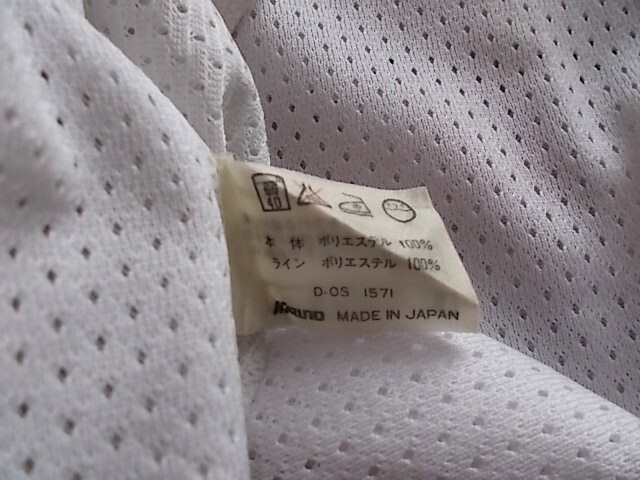 40
本体 ポリエステル 100%
ライン ポリエステル 100%
D-OS 1571
MADE IN JAPAN